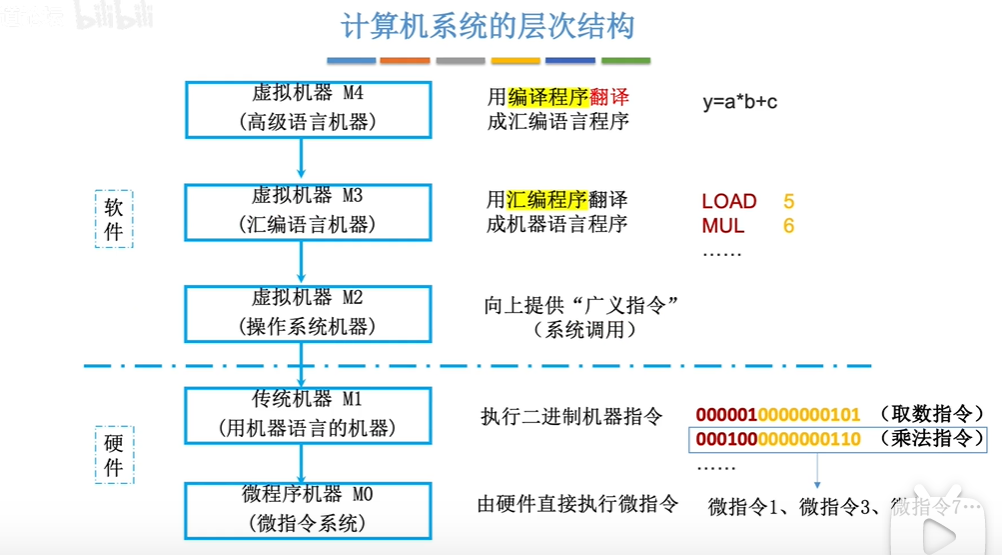 bilibili
计算机系统的层次结构
虚拟机器 M4
(高级语言机器)
用编译程序翻译
成汇编语言程序
y=a*b+c
软件
虚拟机器 M3
(汇编语言机器)
用汇编程序翻译
成机器语言程序
LOAD 5
MUL 6
……
虚拟机器 M2
(操作系统机器)
向上提供“广义指令”
（系统调用）
硬件
传统机器 M1
(用机器语言的机器)
执行二进制机器指令
0000010000000101 （取数指令）
0001000000000110 （乘法指令）
……
微程序机器 M0
(微指令系统)
由硬件直接执行微指令
微指令1、微指令3、微指令7…